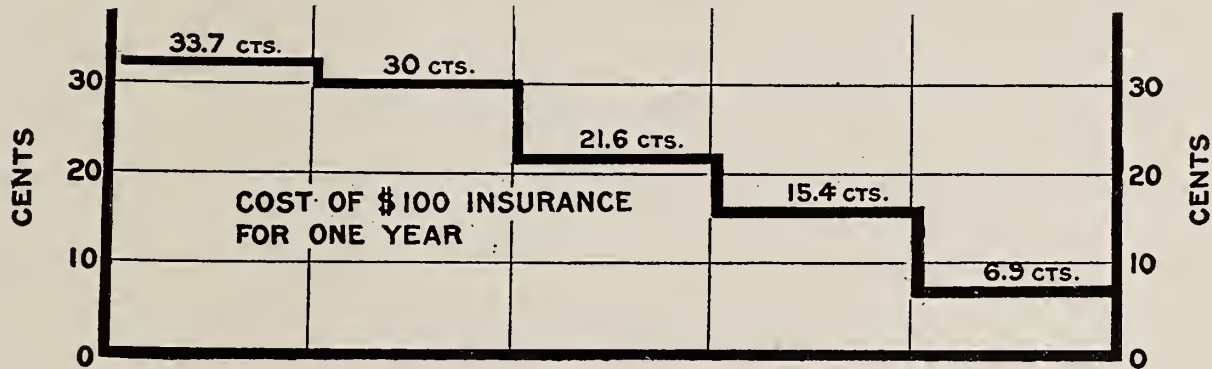 33.7 CTS.
30 CTS.
21.6 CTS.
15.4 CTS.
6.9 CTS.
COST OF $100 INSURANCE
FOR ONE YEAR
CENTS
30
20
10
0
30
20
10
0
CENTS